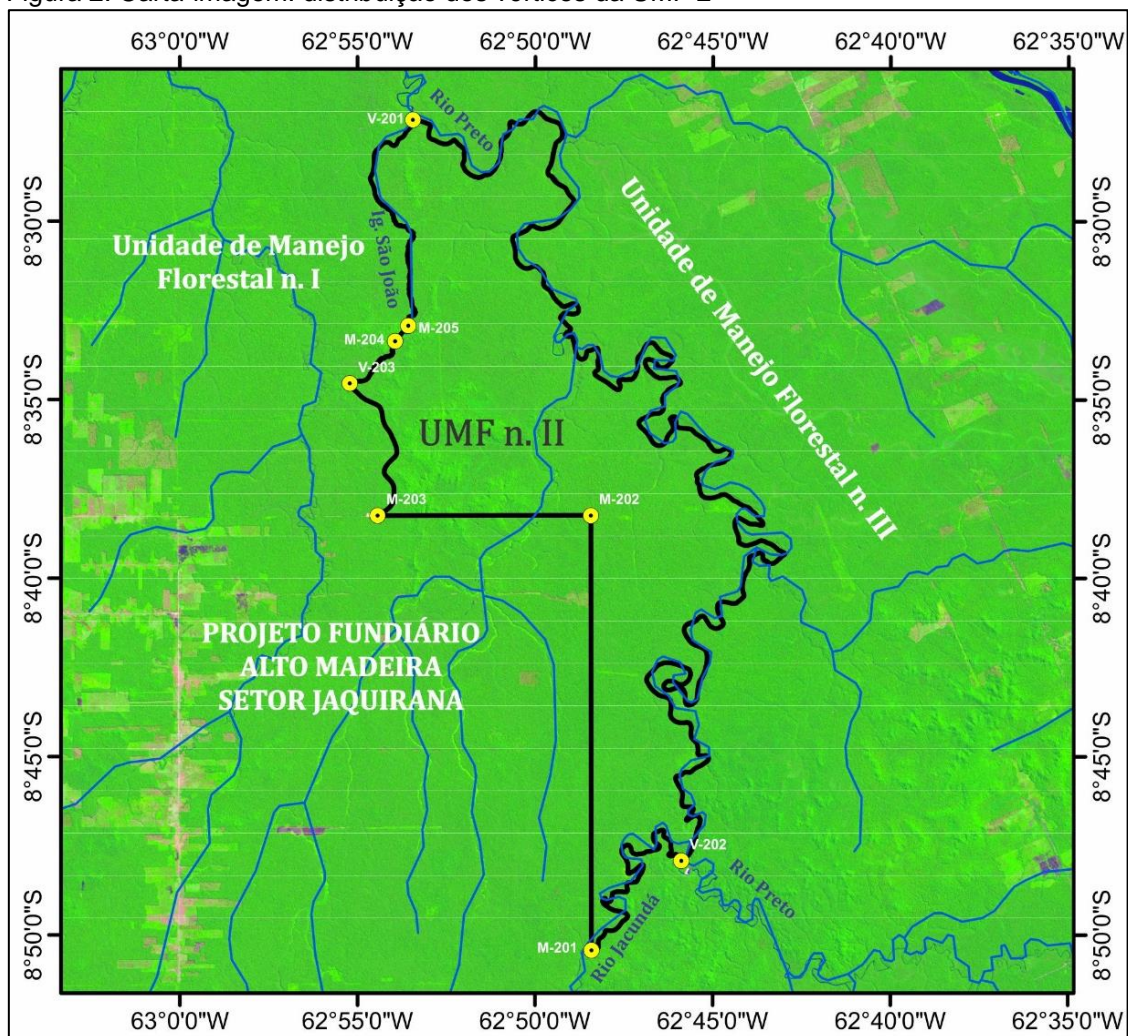 Figura 2. Carta imagem: distribuição dos vértices da UMF 2
63°0'0"W 62°55'0"W 62°50'0"W 62°45'0"W 62°40'0"W 62°35'0"W
V-201
Rio Preto
8°30'0"S
8°30'0"S
Unidade de Manejo
Florestal n. I
Ig. São João
Unidade de Manejo Florestal n. III
M-205
M-204
V-203
8°35'0"S
8°35'0"S
UMF n. II
M-203
M-202
8°40'0"S
8°40'0"S
PROJETO FUNDIÁRIO
ALTO MADEIRA
SETOR JAQUIRANA
8°45'0"S
8°45'0"S
V-202
Rio Preto
Rio Jacundá
M-201
8°50'0"S
8°50'0"S
63°0'0"W 62°55'0"W 62°50'0"W 62°45'0"W 62°40'0"W 62°35'0"W